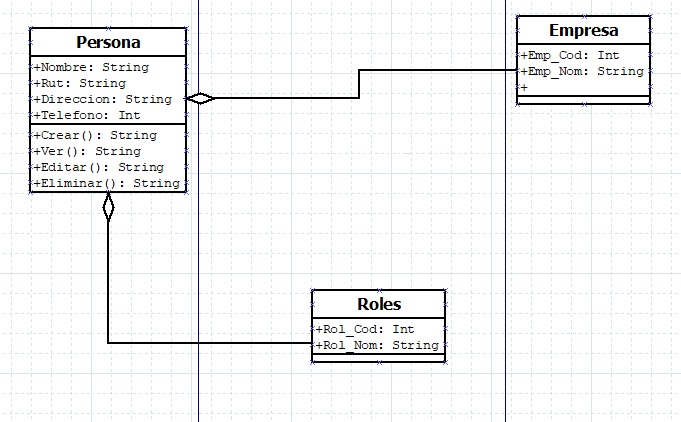 Persona
+Nombre: String
+Rut: String
+Direccion: String
+Telefono: Int
+Crear(): String
+Ver(): String
+Editar(): String
+Eliminar(): String
Empresa
+Emp_Cod: Int
+Emp_Nom: String
+
Roles
+Rol_Cod: Int
+Rol_Nom: String